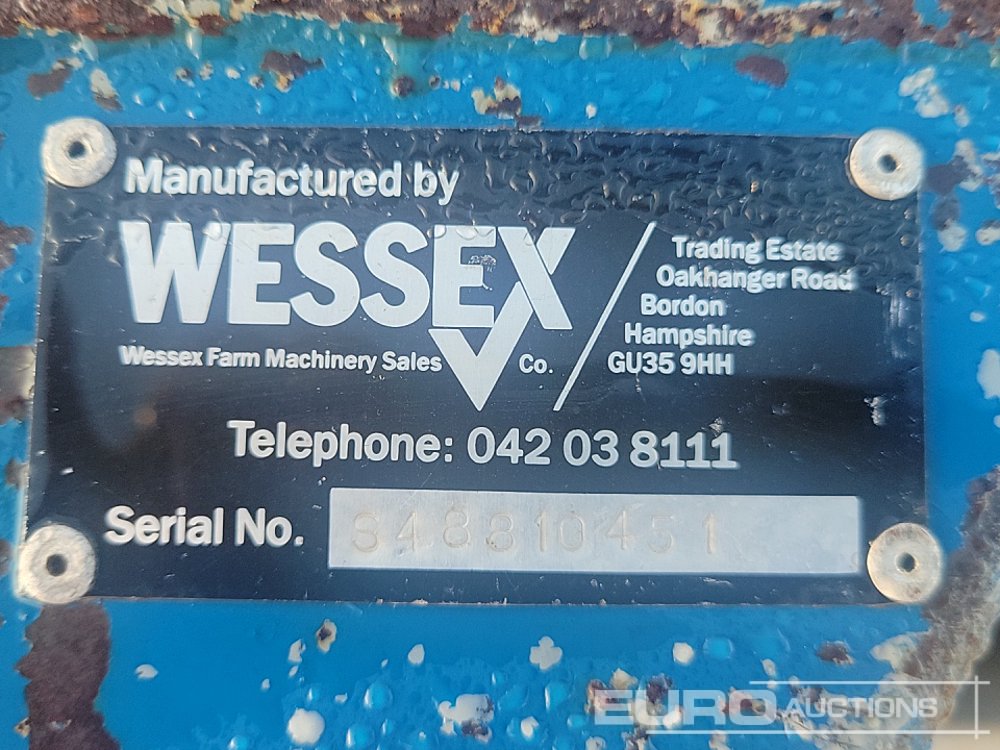 Manufactured by
WESSEX
Wessex Farm Machinery Sales Co.
Trading Estate
Oakhanger Road
Bordon
Hampshire
GU35 9HH
Telephone: 042 03 8111
Serial No. S48810451
EURO AUCTIONS